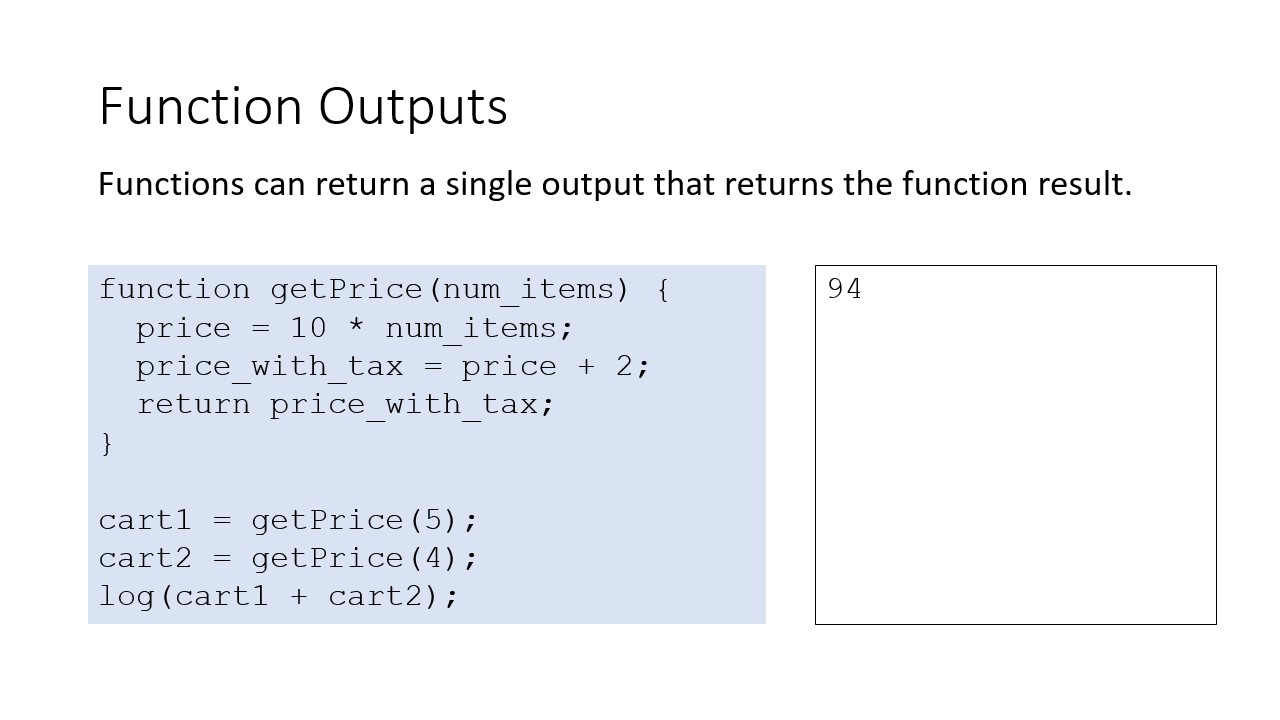 Function Outputs
Functions can return a single output that returns the function result.
function getPrice(num_items) {
  price = 10 * num_items;
  price_with_tax = price + 2;
  return price_with_tax;
}

cart1 = getPrice(5);
cart2 = getPrice(4);
log(cart1 + cart2);
94